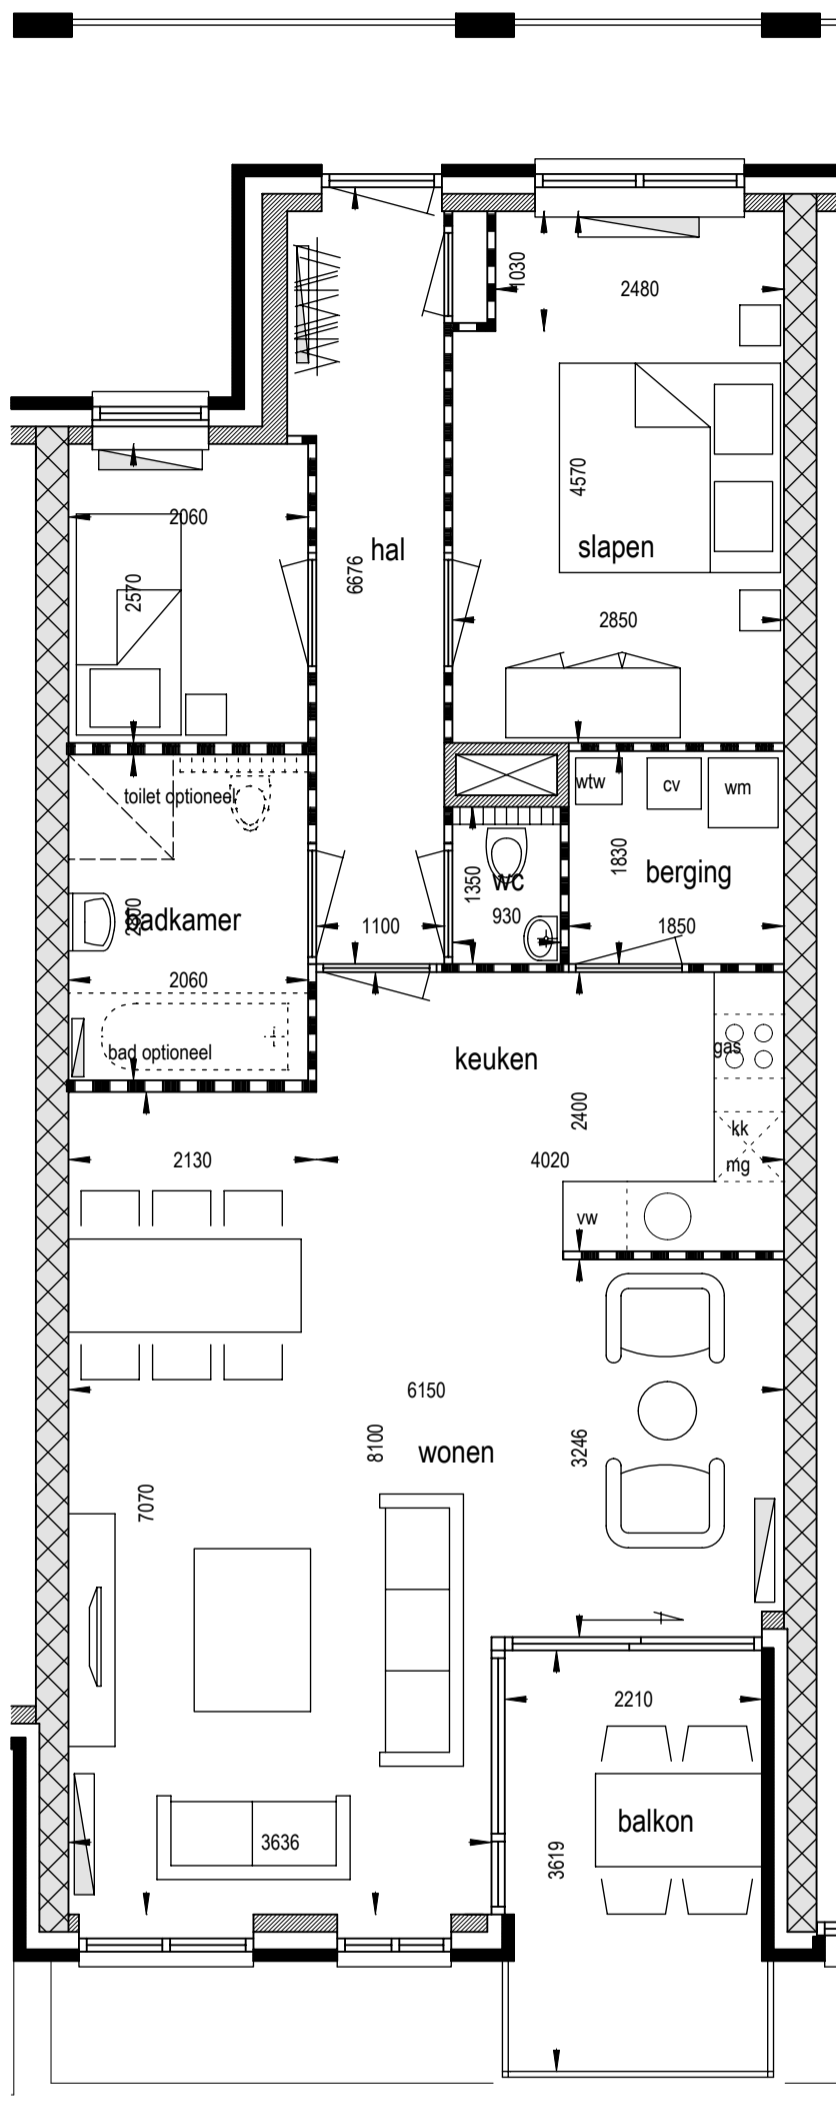 1030
2480
4570
2060
hal
slapen
6676
2570
2850
wtw
cv
wm
toilet optioneel
1830
berging
1350
wc
930
1850
1100
badkamer
2800
2060
bad optioneel
keuken
gas
2400
kk
mg
2130
4020
vw
6150
8100
wonen
3246
7070
2210
balkon
3636
3619